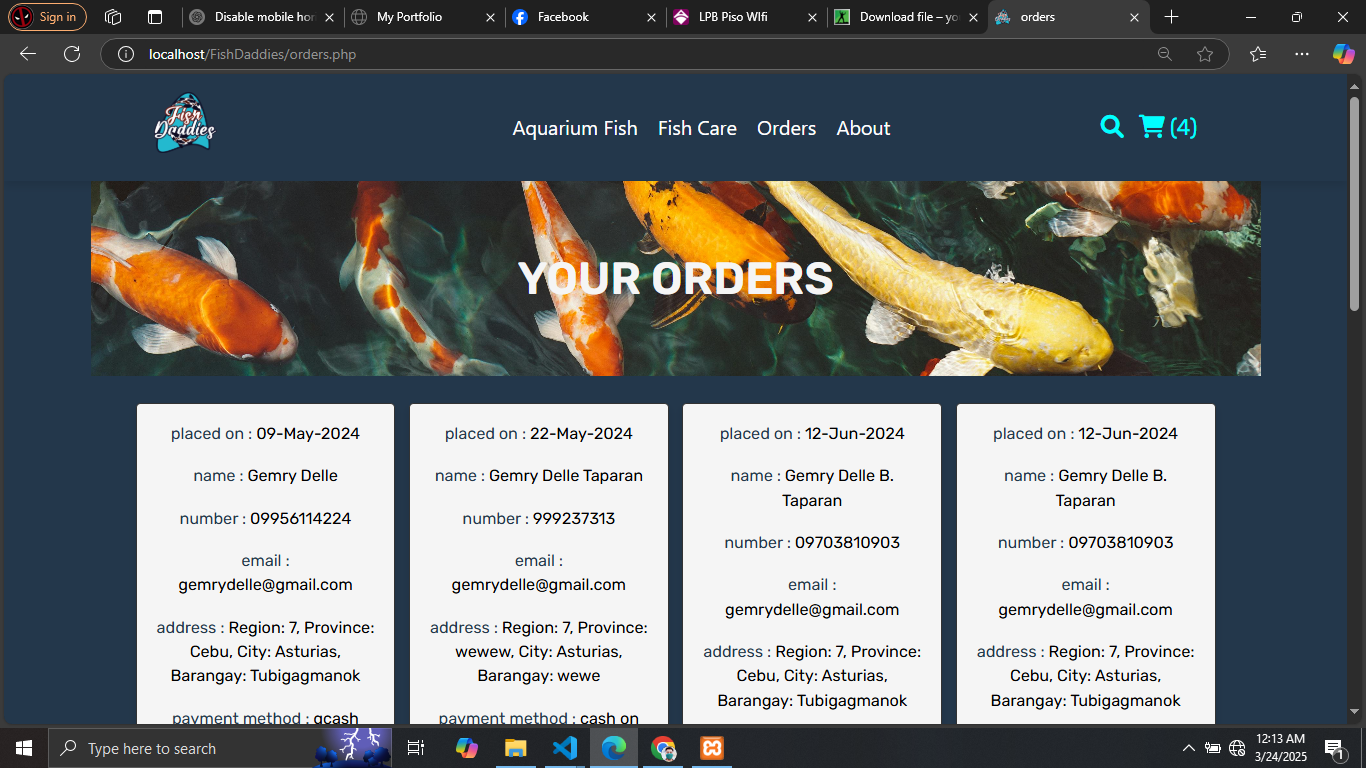 Sign in
Disable mobile hor
My Portfolio
Facebook
LPB Piso WIfi
Download file – yo
orders
localhost/FishDaddies/orders.php
Fish Daddies
Aquarium Fish Fish Care Orders About (4)
YOUR ORDERS
placed on : 09-May-2024
name : Gemry Delle
number : 09956114224
email :
gemrydelle@gmail.com
address : Region: 7, Province:
Cebu, City: Asturias,
Barangay: Tubigagmanok
payment method : gcash
placed on : 22-May-2024
name : Gemry Delle Taparan
number : 999237313
email :
gemrydelle@gmail.com
address : Region: 7, Province:
wewew, City: Asturias,
Barangay: wewe
payment method : cash on
placed on : 12-Jun-2024
name : Gemry Delle B.
Taparan
number : 09703810903
email :
gemrydelle@gmail.com
address : Region: 7, Province:
Cebu, City: Asturias,
Barangay: Tubigagmanok
placed on : 12-Jun-2024
name : Gemry Delle B.
Taparan
number : 09703810903
email :
gemrydelle@gmail.com
address : Region: 7, Province:
Cebu, City: Asturias,
Barangay: Tubigagmanok
Type here to search
12:13 AM
3/24/2025
1